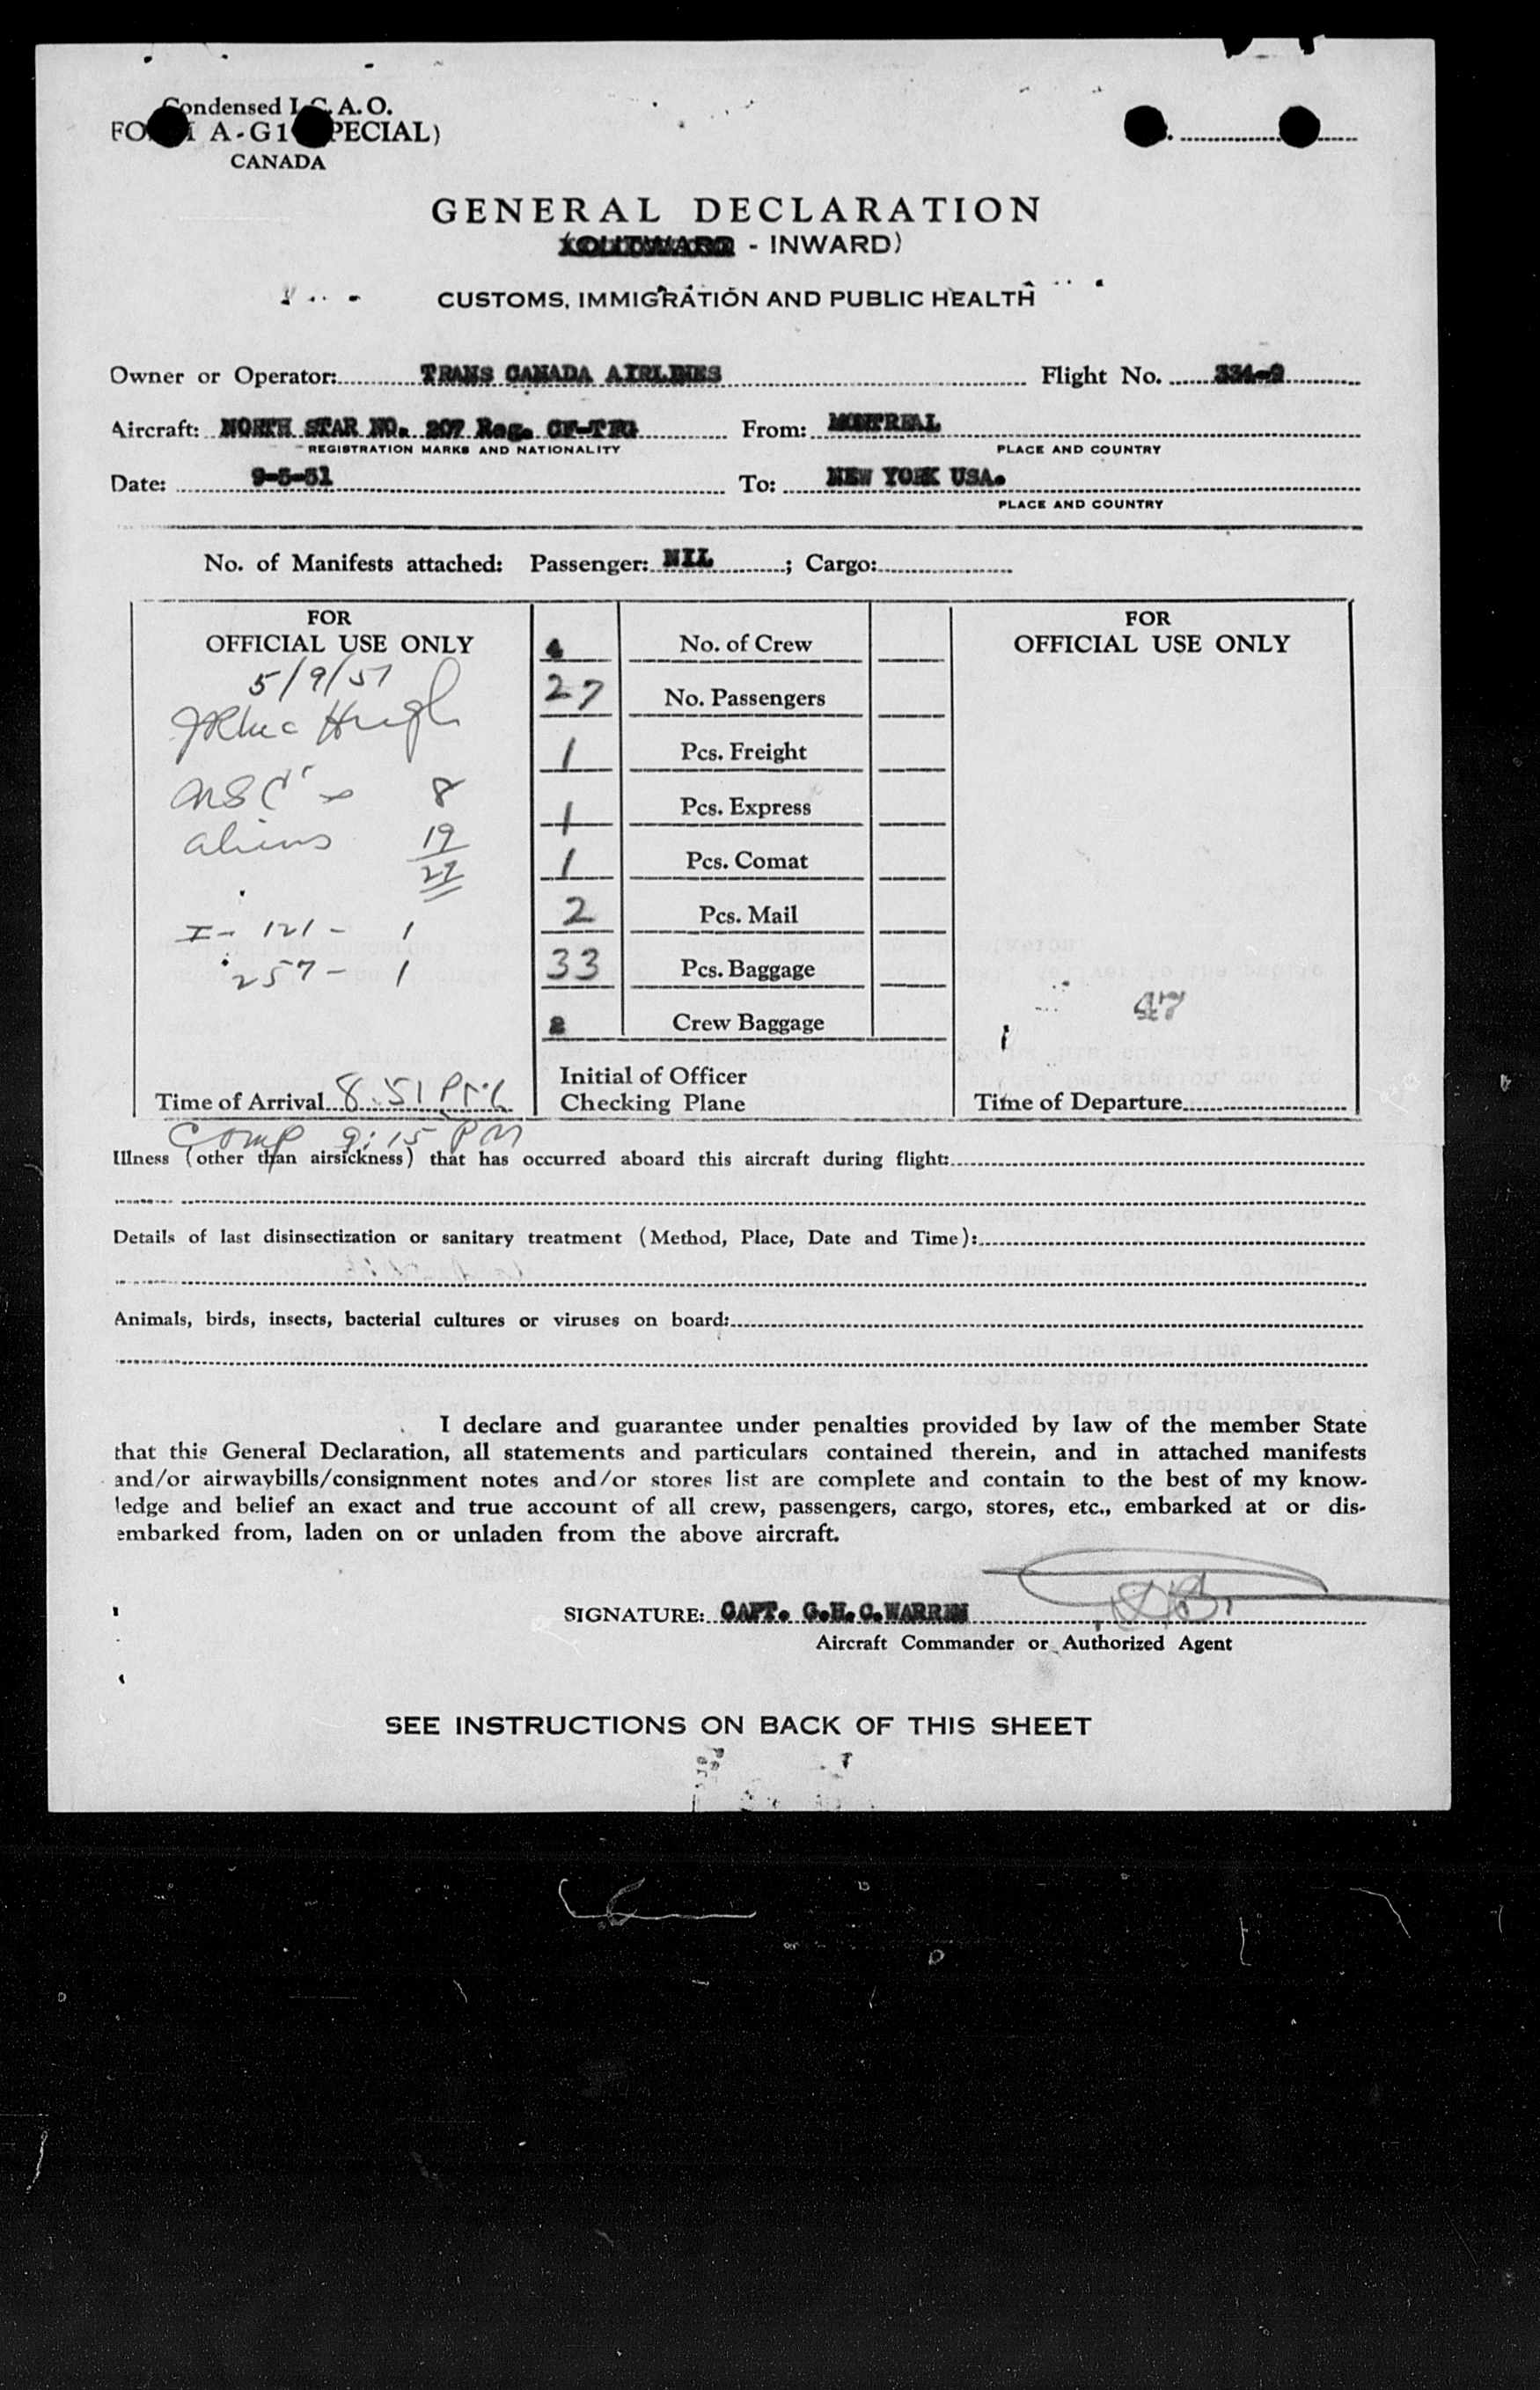 Condensed I.C.A.O.
FORM A-G1 (SPECIAL)
CANADA
GENERAL DECLARATION
(OUTWARD - INWARD)
CUSTOMS, IMMIGRATION AND PUBLIC HEALTH
Owner or Operator: TRANS CANADA AIRLINES Flight No. 334-9
Aircraft: NORTH STAR NO. 207 Reg. CF-TFG From: MONTREAL
REGISTRATION MARKS AND NATIONALITY PLACE AND COUNTRY
Date: 9-5-51 To: NEW YORK USA.
PLACE AND COUNTRY
No. of Manifests attached: Passenger: NIL; Cargo:
FOR
OFFICIAL USE ONLY
5/9/51
USC's 8
aliens 19
27
I- 121 - 1
257 - 1
Time of Arrival 8:51 PM
Comp 9:15 PM
4 No. of Crew
27 No. Passengers
1 Pcs. Freight
1 Pcs. Express
1 Pcs. Comat
2 Pcs. Mail
33 Pcs. Baggage
Crew Baggage
Initial of Officer
Checking Plane
FOR
OFFICIAL USE ONLY
47
Time of Departure
Illness (other than airsickness) that has occurred aboard this aircraft during flight:
Details of last disinsectization or sanitary treatment (Method, Place, Date and Time):
Animals, birds, insects, bacterial cultures or viruses on board:
I declare and guarantee under penalties provided by law of the member State
that this General Declaration, all statements and particulars contained therein, and in attached manifests
and/or airwaybills/consignment notes and/or stores list are complete and contain to the best of my know-
ledge and belief an exact and true account of all crew, passengers, cargo, stores, etc., embarked at or dis-
embarked from, laden on or unladen from the above aircraft.
SIGNATURE: CAPT. G.H.C.WARREN
Aircraft Commander or Authorized Agent
SEE INSTRUCTIONS ON BACK OF THIS SHEET